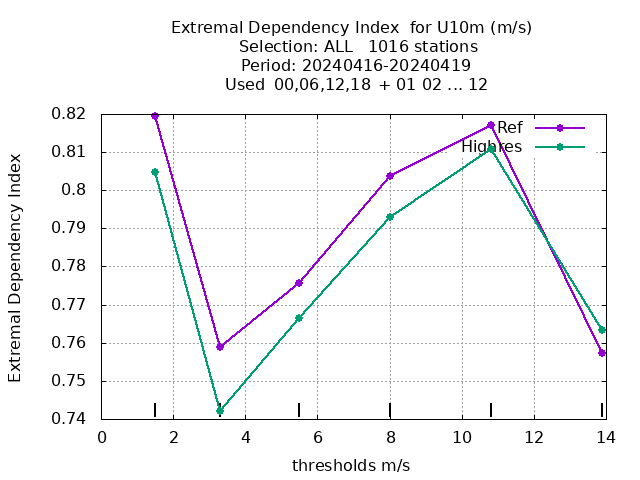 Extremal Dependency Index  for U10m (m/s)
Selection: ALL   1016 stations
Period: 20240416-20240419
Used  00,06,12,18  + 01 02 ... 12
Extremal Dependency Index
0.82
0.81
0.8
0.79
0.78
0.77
0.76
0.75
0.74
Ref
Highres
0 2 4 6 8 10 12 14
thresholds m/s